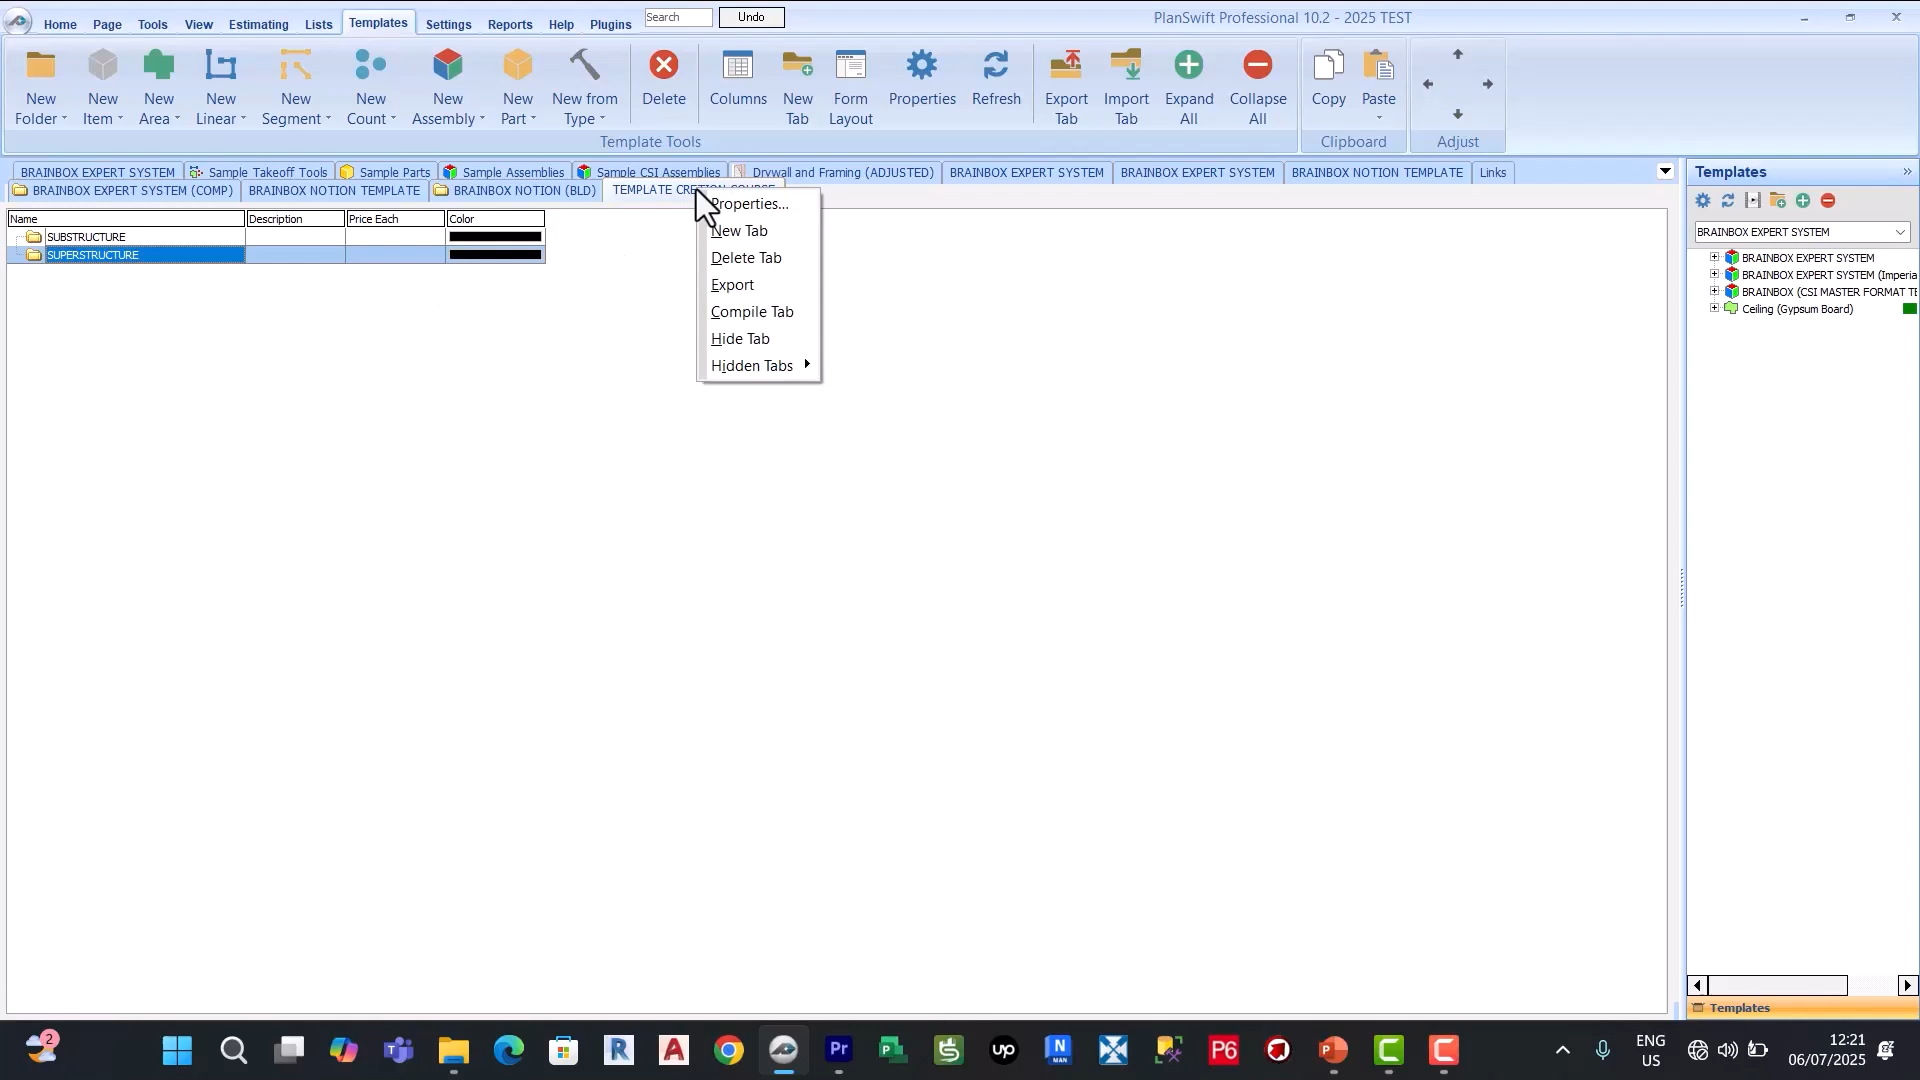 Home Page Tools View Estimating Lists Templates Settings Reports Help Plugins Search Undo PlanSwift Professional 10.2 - 2025 TEST
New Folder
New Item
New Area
New Linear
New Segment
New Count
New Assembly
New Part
New from Type
Delete
Columns
New Tab
Form Layout
Properties
Refresh
Export Tab
Import Tab
Expand All
Collapse All
Copy
Paste
Template Tools Clipboard Adjust
BRAINBOX EXPERT SYSTEM Sample Takeoff Tools Sample Parts Sample Assemblies Sample CSI Assemblies Drywall and Framing (ADJUSTED) BRAINBOX EXPERT SYSTEM BRAINBOX EXPERT SYSTEM BRAINBOX NOTION TEMPLATE Links
BRAINBOX EXPERT SYSTEM (COMP) BRAINBOX NOTION TEMPLATE BRAINBOX NOTION (BLD) TEMPLATE CRETION COURSE
Name Description Price Each Color
SUBSTRUCTURE
SUPERSTRUCTURE
Properties...
New Tab
Delete Tab
Export
Compile Tab
Hide Tab
Hidden Tabs
Templates
BRAINBOX EXPERT SYSTEM
BRAINBOX EXPERT SYSTEM
BRAINBOX EXPERT SYSTEM (Imperia
BRAINBOX (CSI MASTER FORMAT TE
Ceiling (Gypsum Board)
Templates
2
ENG
US
12:21
06/07/2025